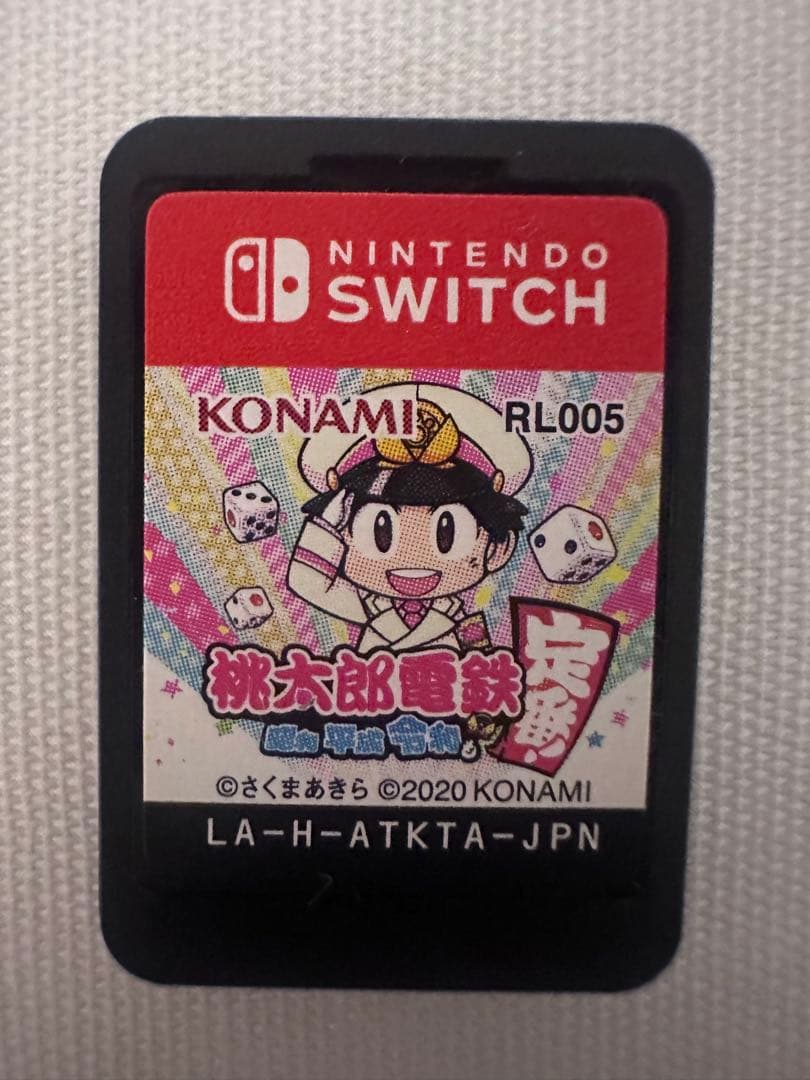 NINTENDO
SWITCH
KONAMI RL005
桃太郎電鉄
昭和 平成 令和
定番!
©さくまあきら ©2020 KONAMI
LA-H-ATKTA-JPN